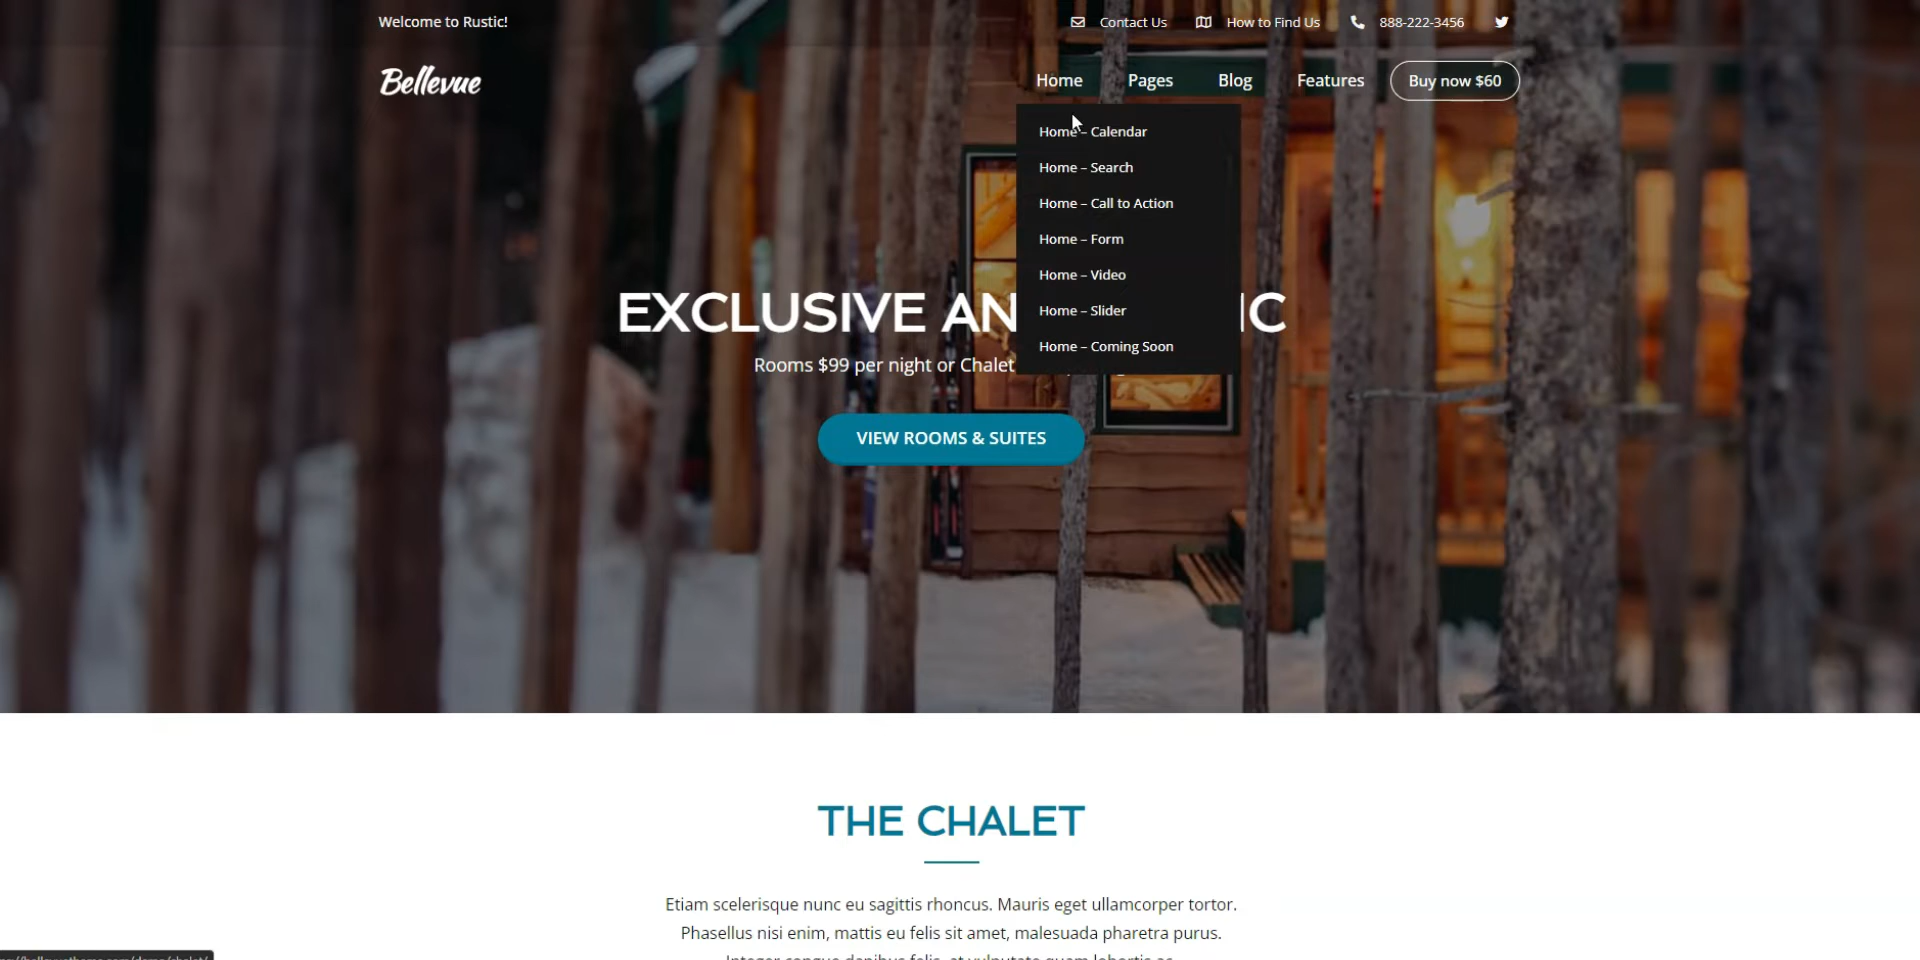 Welcome to Rustic!
Contact Us
How to Find Us
888-222-3456
Bellevue
Home
Pages
Blog
Features
Buy now $60
Home – Calendar
Home – Search
Home – Call to Action
Home – Form
Home – Video
Home – Slider
Home – Coming Soon
EXCLUSIVE
Rooms $99 per night or Chalet
VIEW ROOMS & SUITES
THE CHALET
Etiam scelerisque nunc eu sagittis rhoncus. Mauris eget ullamcorper tortor.
Phasellus nisi enim, mattis eu felis sit amet, malesuada pharetra purus.